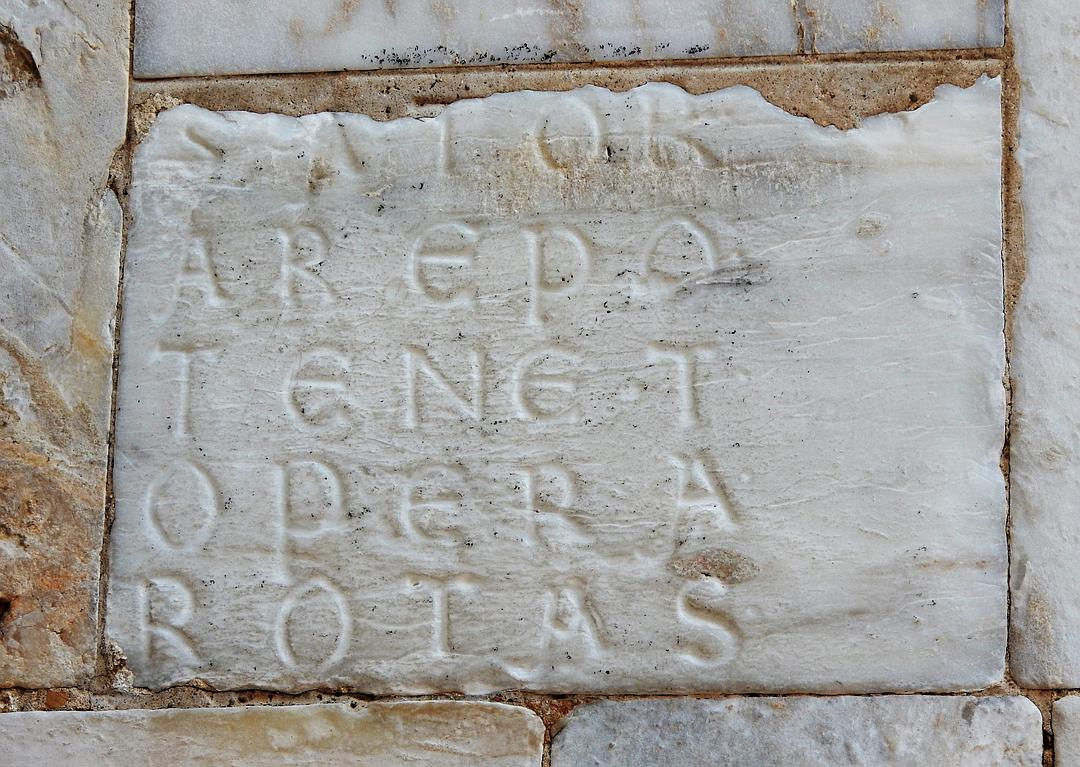 SATOR
AREPO
TENET
OPERA
ROTAS